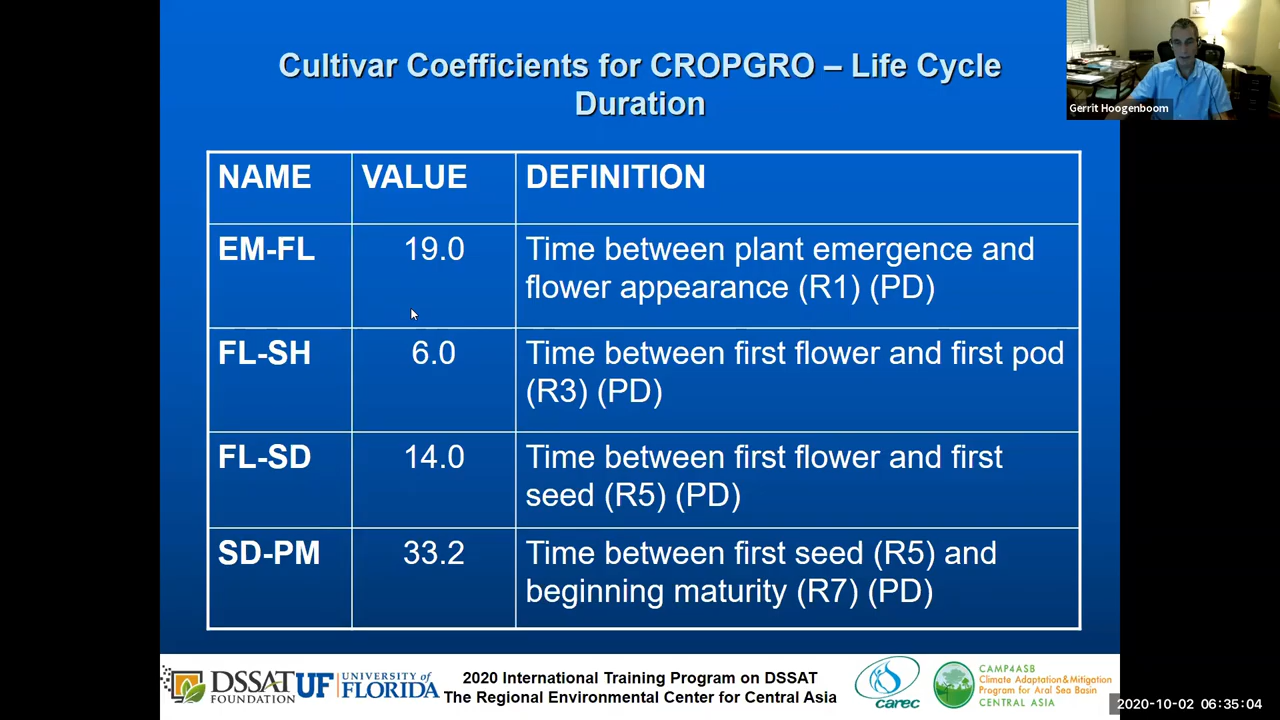 Cultivar Coefficients for CROPGRO – Life Cycle
Duration
Gerrit Hoogenboom
NAME VALUE DEFINITION
EM-FL 19.0 Time between plant emergence and
flower appearance (R1) (PD)
FL-SH 6.0 Time between first flower and first pod
(R3) (PD)
FL-SD 14.0 Time between first flower and first
seed (R5) (PD)
SD-PM 33.2 Time between first seed (R5) and
beginning maturity (R7) (PD)
DSSAT
FOUNDATION
UF UNIVERSITY of
FLORIDA
2020 International Training Program on DSSAT
The Regional Environmental Center for Central Asia
carec
CAMP4ASB
Climate Adaptation & Mitigation
Program for Aral Sea Basin
CENTRAL ASIA
2020-10-02 06:35:04